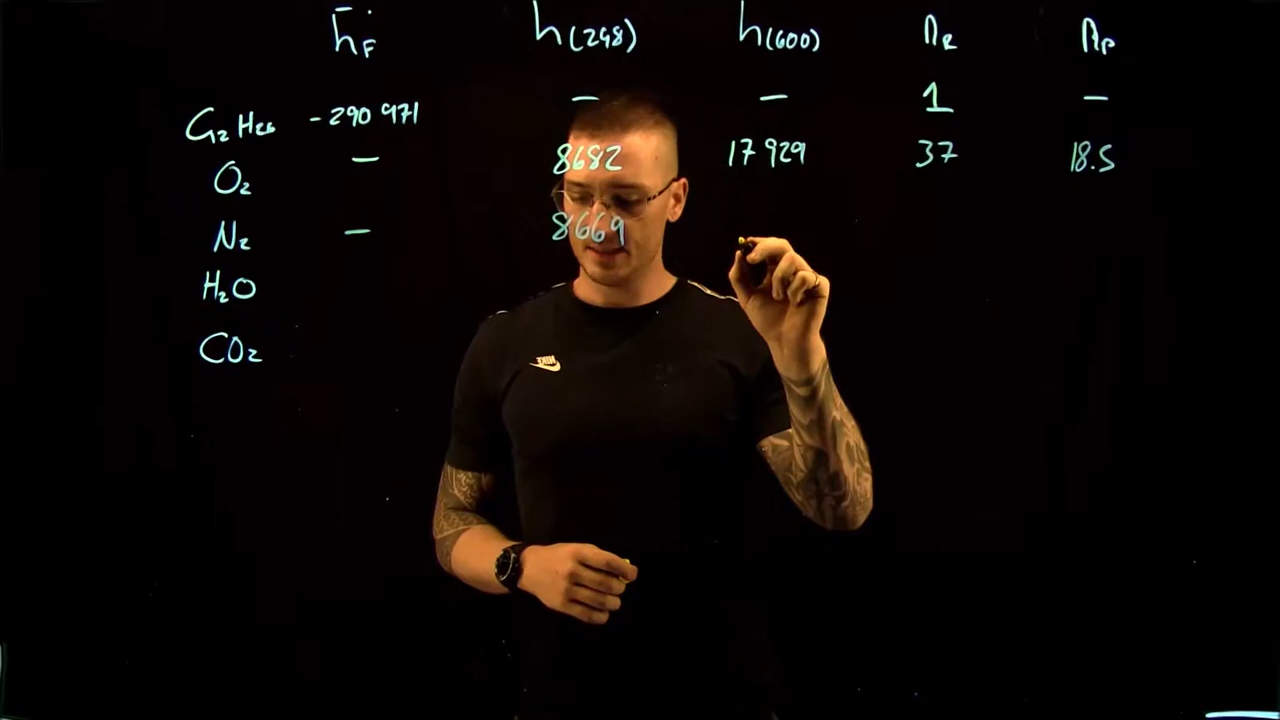 h̄°F h(298) h(600) nR nP
C12H26 -290 971 — — 1 —
O2 — 8682 17 929 37 18.5
N2 — 8669
H2O
CO2
NIKE